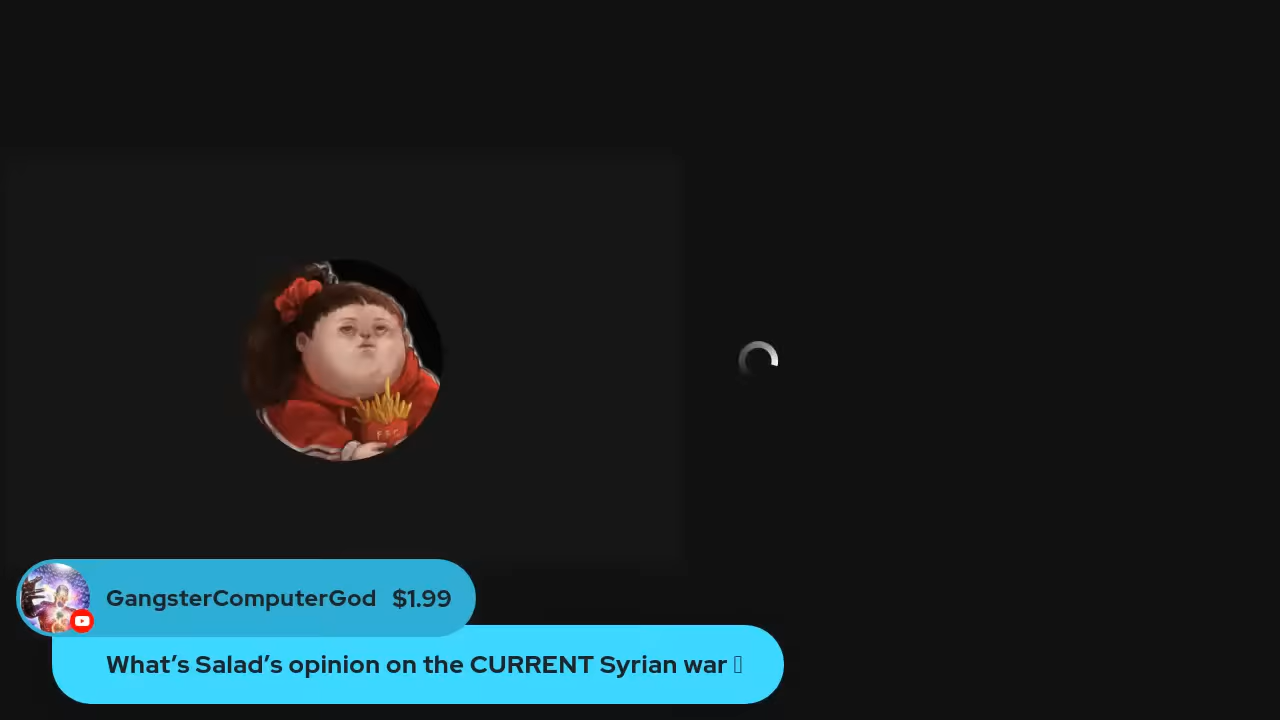 GangsterComputerGod $1.99
What’s Salad’s opinion on the CURRENT Syrian war